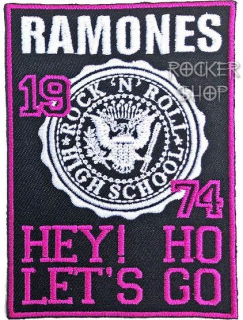 RAMONES
ROCKER
SHOP
19
ROCK 'N' ROLL
HIGH SCHOOL
74
HEY! HO
LET'S GO